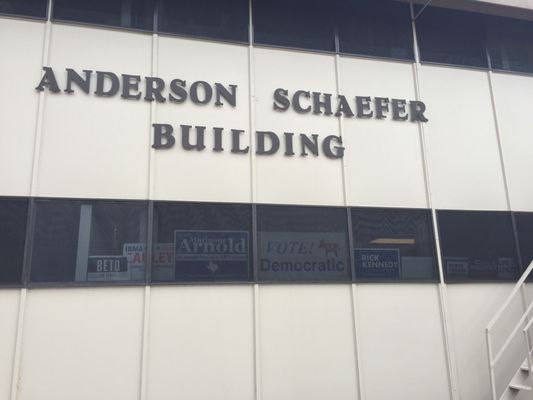 ANDERSON SCHAEFER
BUILDING
BETO
Arnold
VOTE!
Democratic
RICK
KENNEDY